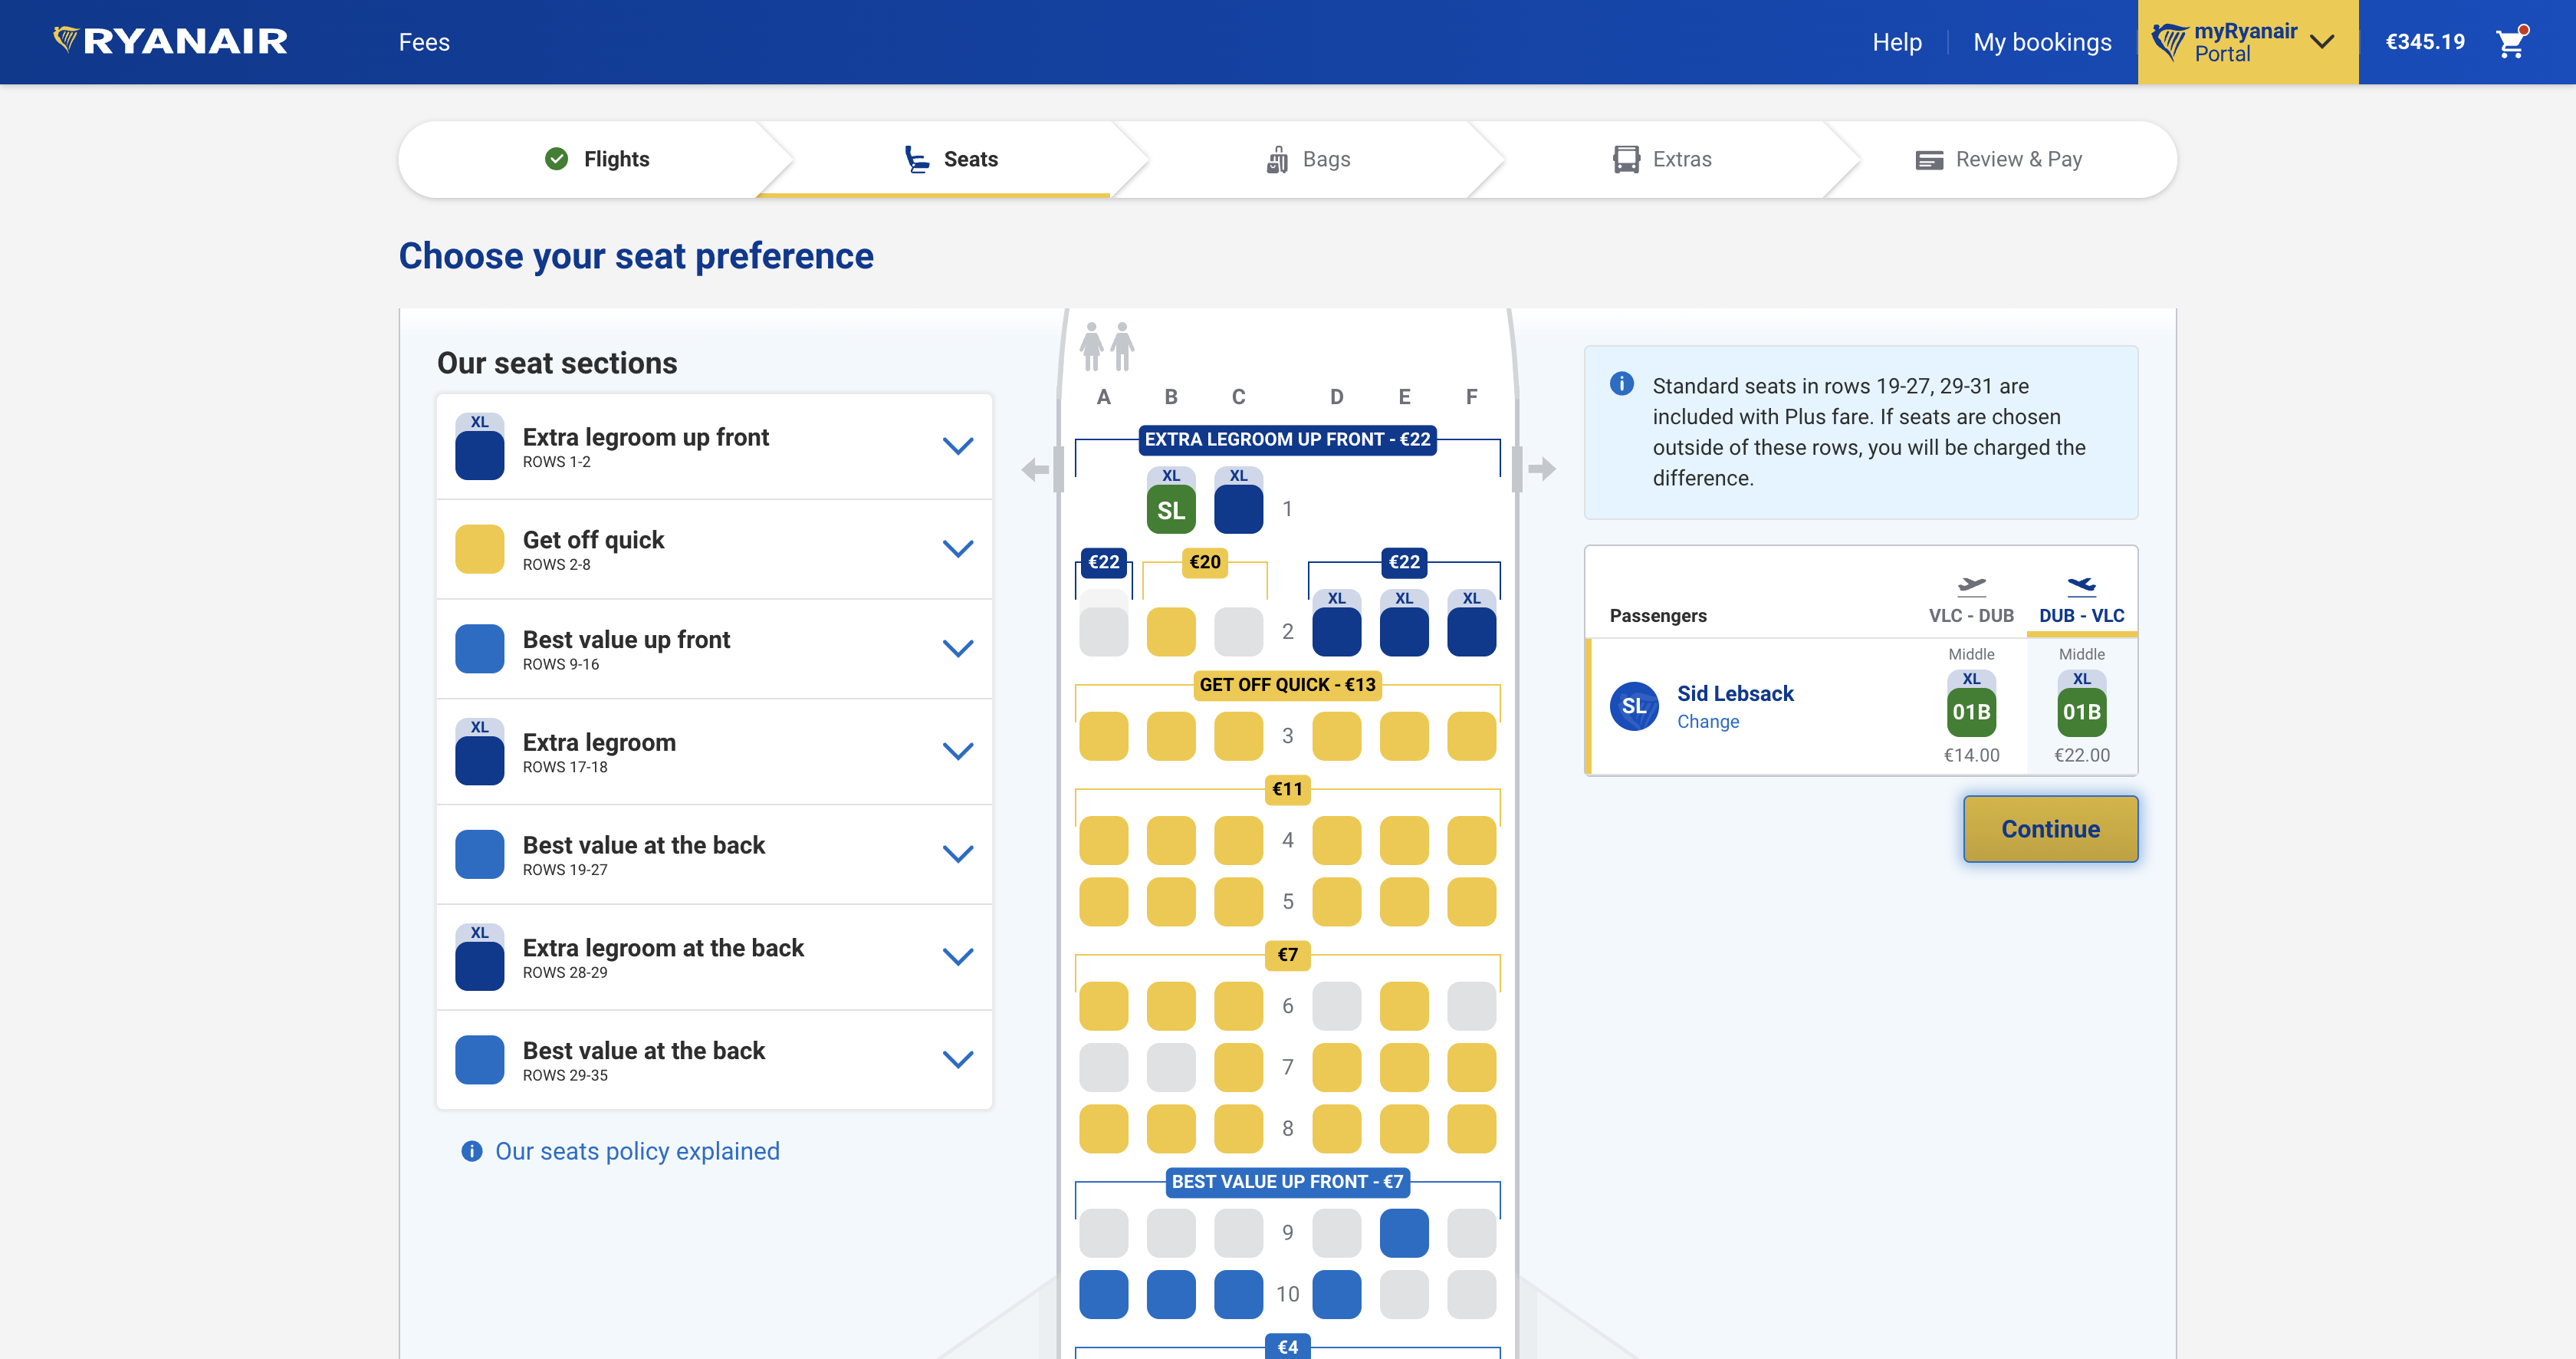 RYANAIR
Fees
Help
My bookings
myRyanair
Portal
€345.19
Flights
Seats
Bags
Extras
Review & Pay
Choose your seat preference
Our seat sections
XL
Extra legroom up front
ROWS 1-2
Get off quick
ROWS 2-8
Best value up front
ROWS 9-16
XL
Extra legroom
ROWS 17-18
Best value at the back
ROWS 19-27
XL
Extra legroom at the back
ROWS 28-29
Best value at the back
ROWS 29-35
Our seats policy explained
A B C D E F
EXTRA LEGROOM UP FRONT - €22
XL XL
SL 1
€22 €20 €22
XL XL XL
2
GET OFF QUICK - €13
3
€11
4
5
€7
6
7
8
BEST VALUE UP FRONT - €7
9
10
€4
Standard seats in rows 19-27, 29-31 are
included with Plus fare. If seats are chosen
outside of these rows, you will be charged the
difference.
Passengers VLC - DUB DUB - VLC
Middle Middle
XL XL
SL Sid Lebsack 01B 01B
Change
€14.00 €22.00
Continue